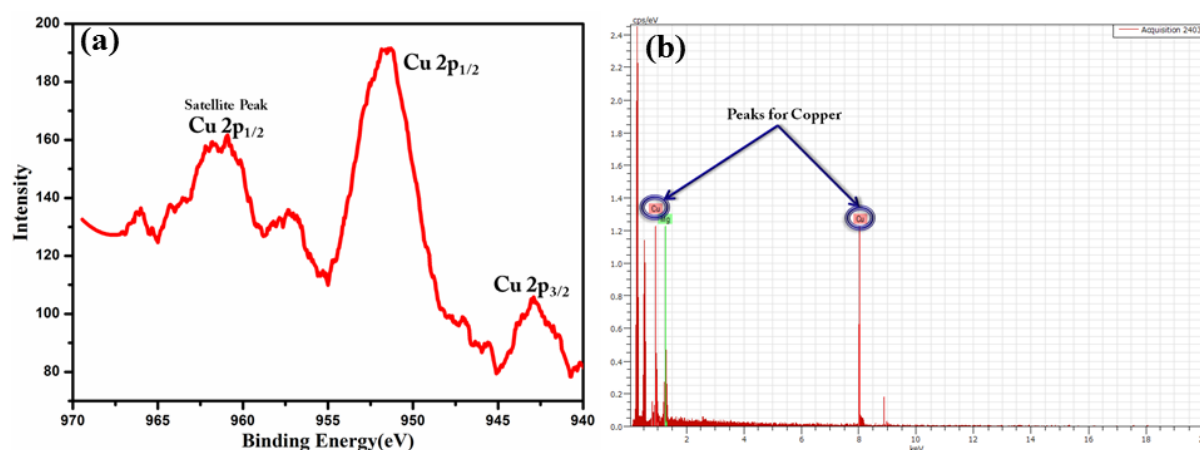 (a)
200
180
160
140
120
100
80
Intensity
Satellite Peak
Cu 2p1/2
Cu 2p1/2
Cu 2p3/2
970 965 960 955 950 945 940
Binding Energy(eV)
cps/eV
(b)
Acquisition 2403
2.4
2.2
2.0
1.8
1.6
1.4
1.2
1.0
0.8
0.6
0.4
0.2
0.0
Peaks for Copper
Cu
Cu
2 4 6 8 10 12 14 16 18
keV